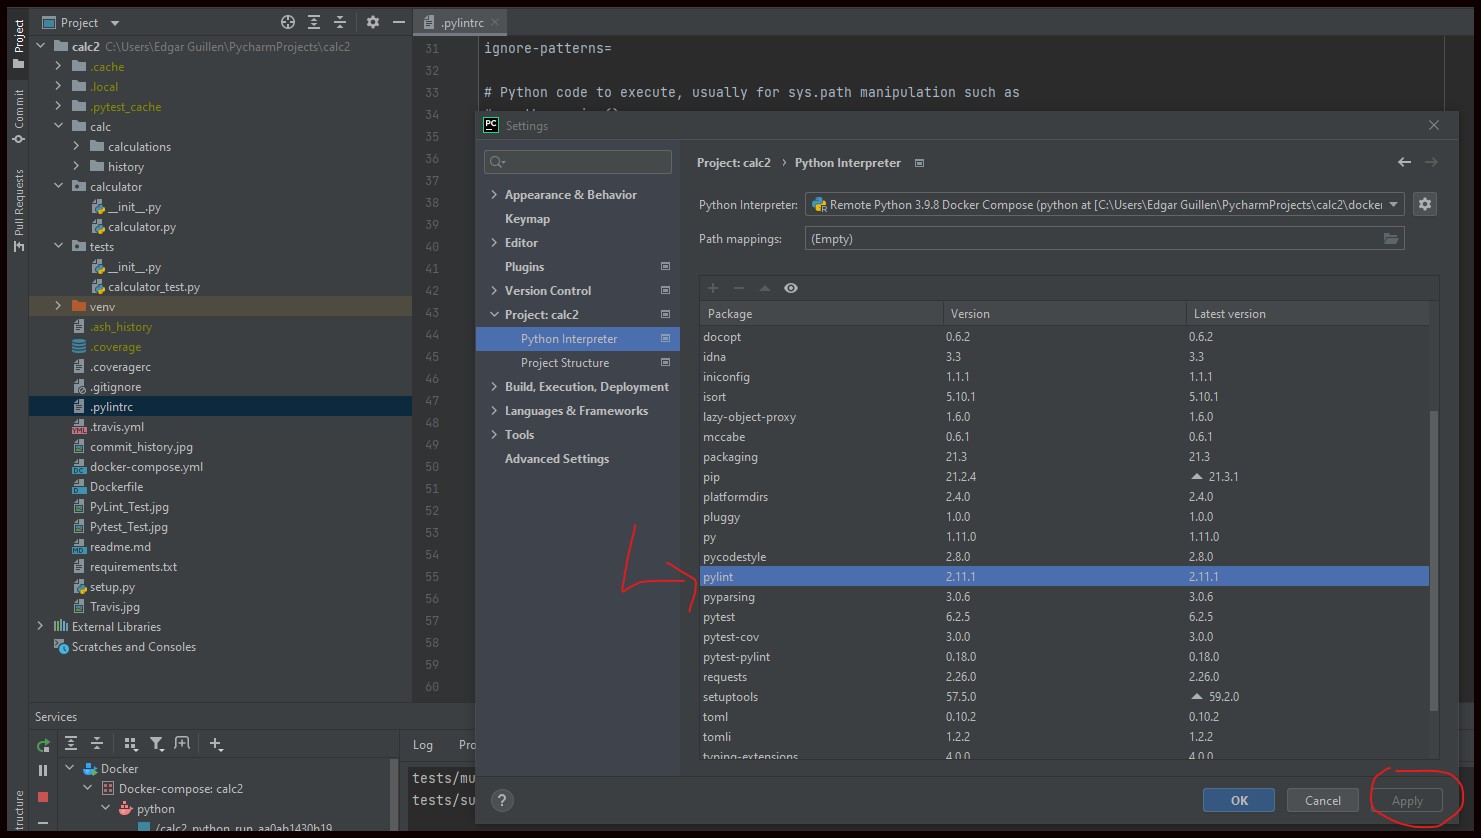 Project
calc2 C:\Users\Edgar Guillen\PycharmProjects\calc2
.cache
.local
.pytest_cache
calc
calculations
history
calculator
__init__.py
calculator.py
tests
__init__.py
calculator_test.py
venv
.ash_history
.coverage
.coveragerc
.gitignore
.pylintrc
.travis.yml
commit_history.jpg
docker-compose.yml
Dockerfile
PyLint_Test.jpg
Pytest_Test.jpg
readme.md
requirements.txt
setup.py
Travis.jpg
External Libraries
Scratches and Consoles
Project
Commit
Pull Requests
.pylintrc
31 ignore-patterns=
32
33 # Python code to execute, usually for sys.path manipulation such as
34
35
36
37
38
39
40
41
42
43
44
45
46
47
48
49
50
51
52
53
54
55
56
57
58
59
60
PC Settings
Appearance & Behavior
Keymap
Editor
Plugins
Version Control
Project: calc2
Python Interpreter
Project Structure
Build, Execution, Deployment
Languages & Frameworks
Tools
Advanced Settings
Project: calc2 › Python Interpreter
Python Interpreter: Remote Python 3.9.8 Docker Compose (python at [C:\Users\Edgar Guillen\PycharmProjects\calc2\docker
Path mappings: (Empty)
Package Version Latest version
docopt 0.6.2 0.6.2
idna 3.3 3.3
iniconfig 1.1.1 1.1.1
isort 5.10.1 5.10.1
lazy-object-proxy 1.6.0 1.6.0
mccabe 0.6.1 0.6.1
packaging 21.3 21.3
pip 21.2.4 21.3.1
platformdirs 2.4.0 2.4.0
pluggy 1.0.0 1.0.0
py 1.11.0 1.11.0
pycodestyle 2.8.0 2.8.0
pylint 2.11.1 2.11.1
pyparsing 3.0.6 3.0.6
pytest 6.2.5 6.2.5
pytest-cov 3.0.0 3.0.0
pytest-pylint 0.18.0 0.18.0
requests 2.26.0 2.26.0
setuptools 57.5.0 59.2.0
toml 0.10.2 0.10.2
tomli 1.2.2 1.2.2
typing-extensions 4.0.0 4.0.0
? OK Cancel Apply
Services
Docker
Docker-compose: calc2
python
/calc2_python_run_aa0ab1430b19
Log Pro
tests/mu
tests/su
ructure